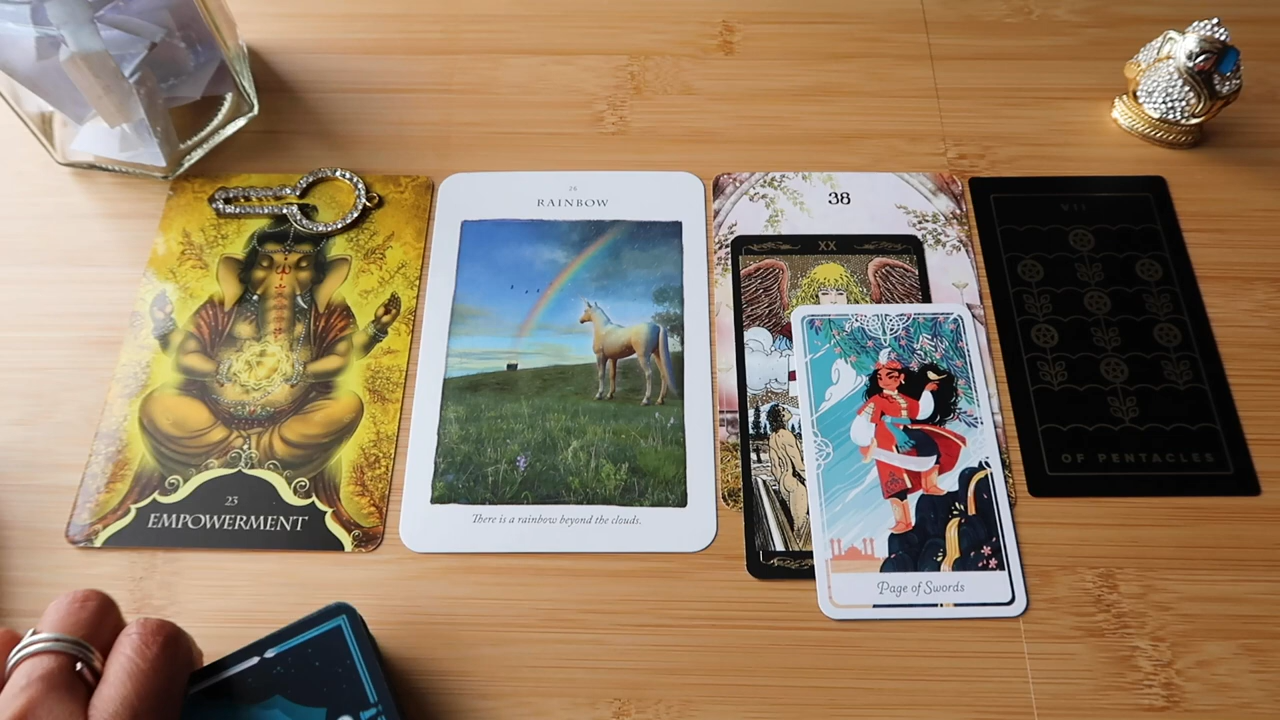 23
EMPOWERMENT
26
RAINBOW
There is a rainbow beyond the clouds.
38
XX
Page of Swords
VII
OF PENTACLES